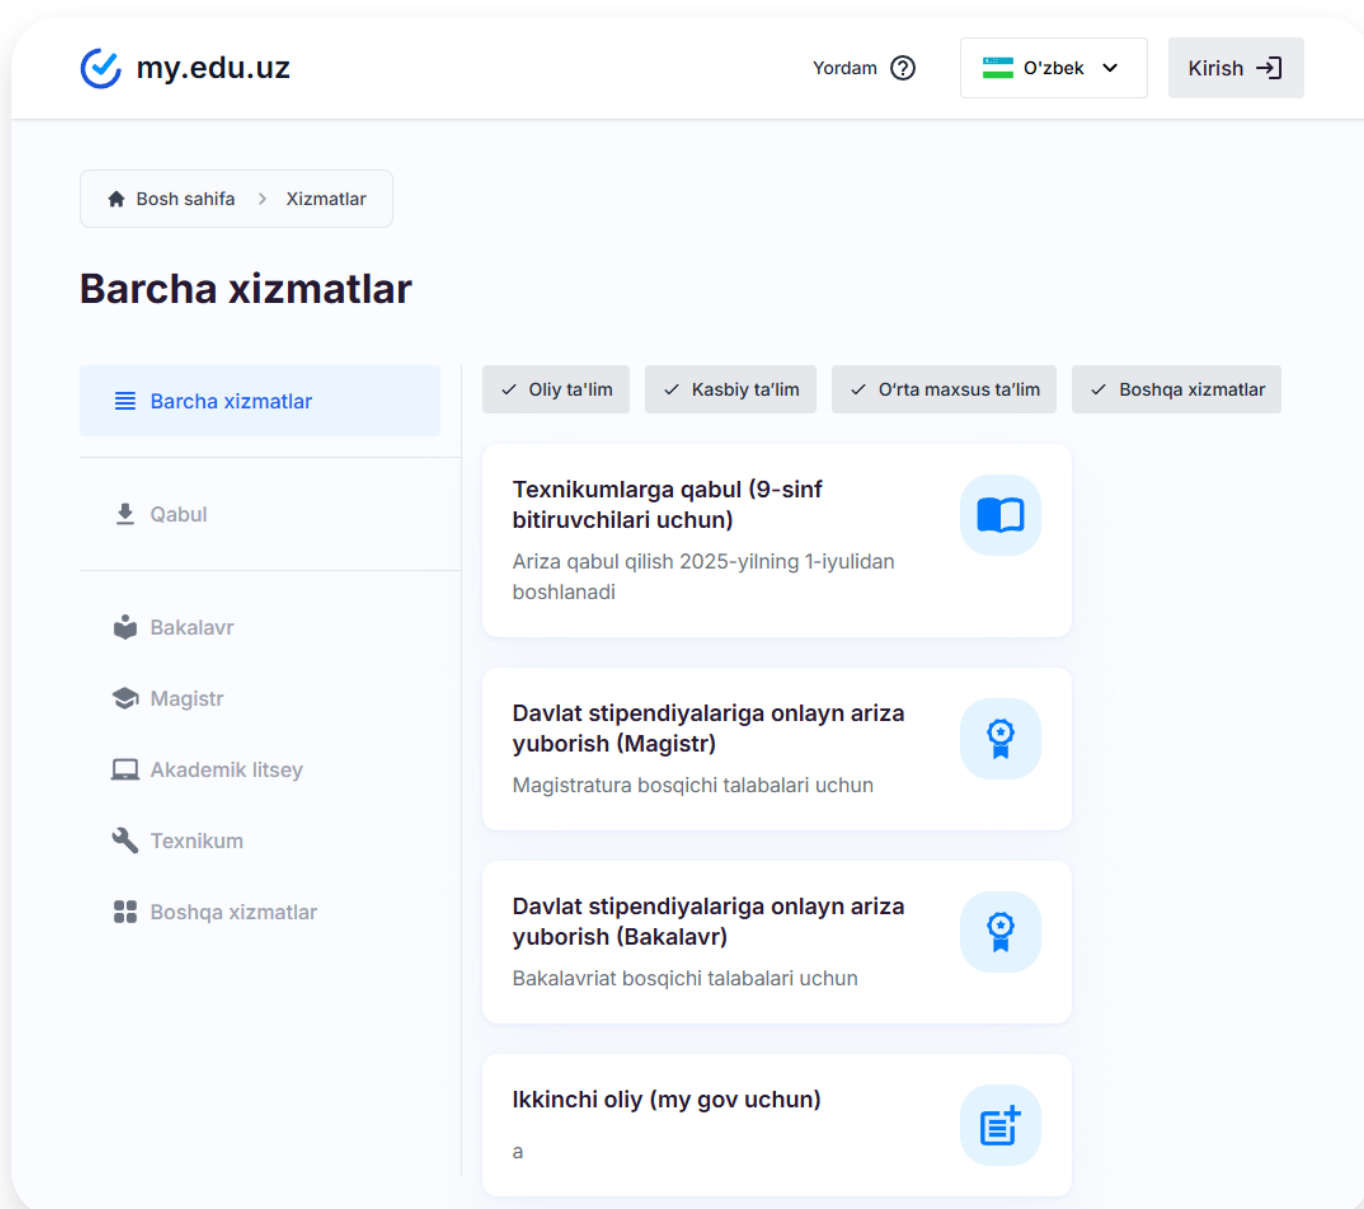 my.edu.uz
Yordam
O'zbek
Kirish
Bosh sahifa
Xizmatlar
Barcha xizmatlar
Barcha xizmatlar
Qabul
Bakalavr
Magistr
Akademik litsey
Texnikum
Boshqa xizmatlar
Oliy ta'lim
Kasbiy ta’lim
O‘rta maxsus ta’lim
Boshqa xizmatlar
Texnikumlarga qabul (9-sinf
bitiruvchilari uchun)
Ariza qabul qilish 2025-yilning 1-iyulidan
boshlanadi
Davlat stipendiyalariga onlayn ariza
yuborish (Magistr)
Magistratura bosqichi talabalari uchun
Davlat stipendiyalariga onlayn ariza
yuborish (Bakalavr)
Bakalavriat bosqichi talabalari uchun
Ikkinchi oliy (my gov uchun)
a